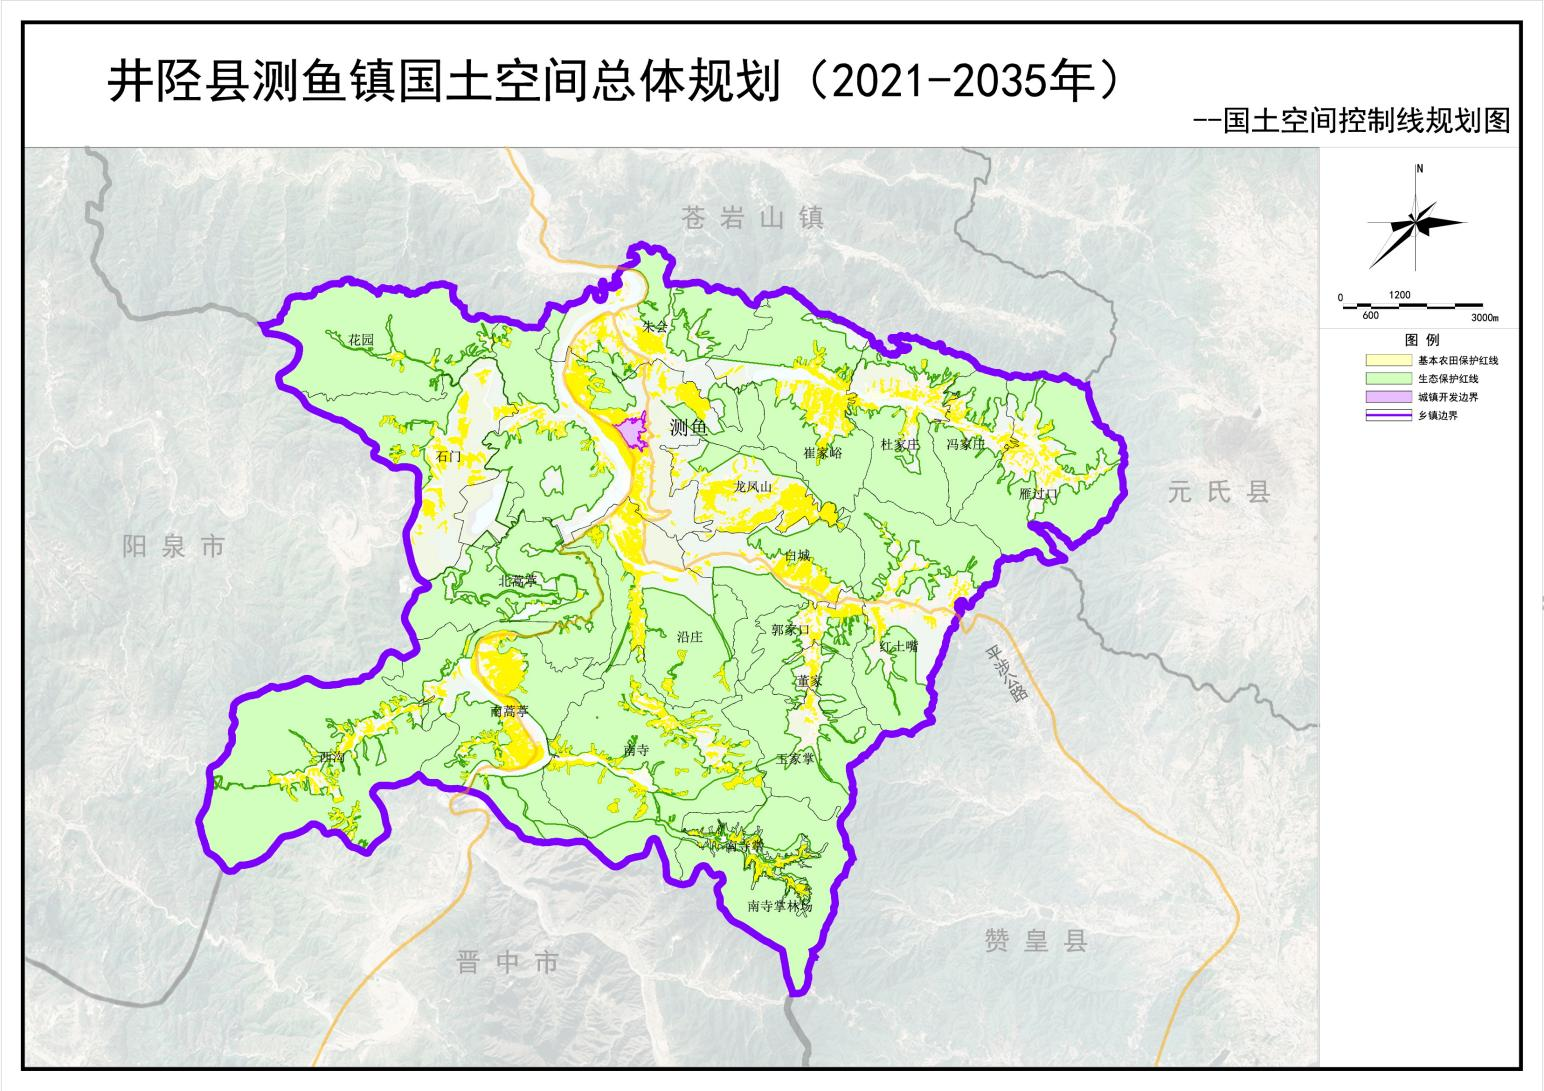 井陉县测鱼镇国土空间总体规划（2021-2035年）
--国土空间控制线规划图
N
0 1200
600 3000m
图 例
基本农田保护红线
生态保护红线
城镇开发边界
乡镇边界
苍岩山镇
花园
朱会
测鱼
石门
崔家峪
杜家庄
冯家庄
龙凤山
雁过口
元氏县
阳泉市
白城
北蒿亭
沿庄
郭家口
红土嘴
平涉公路
董家
南蒿亭
南寺
西沟
王家掌
南寺掌
南寺掌林场
赞皇县
晋中市